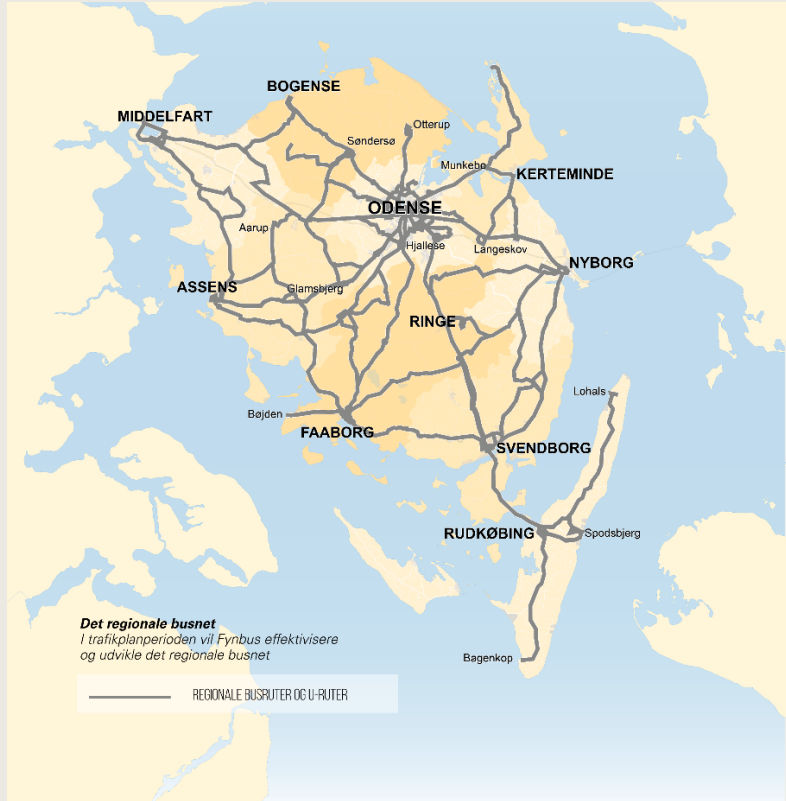 BOGENSE
MIDDELFART
Otterup
Søndersø
Munkebo
KERTEMINDE
ODENSE
Aarup
Hjallese
Langeskov
NYBORG
ASSENS
Glamsbjerg
RINGE
Lohals
Bøjden
FAABORG
SVENDBORG
RUDKØBING
Spodsbjerg
Det regionale busnet
I trafikplanperioden vil Fynbus effektivisere
og udvikle det regionale busnet
Bagenkop
REGIONALE BUSRUTER OG U-RUTER